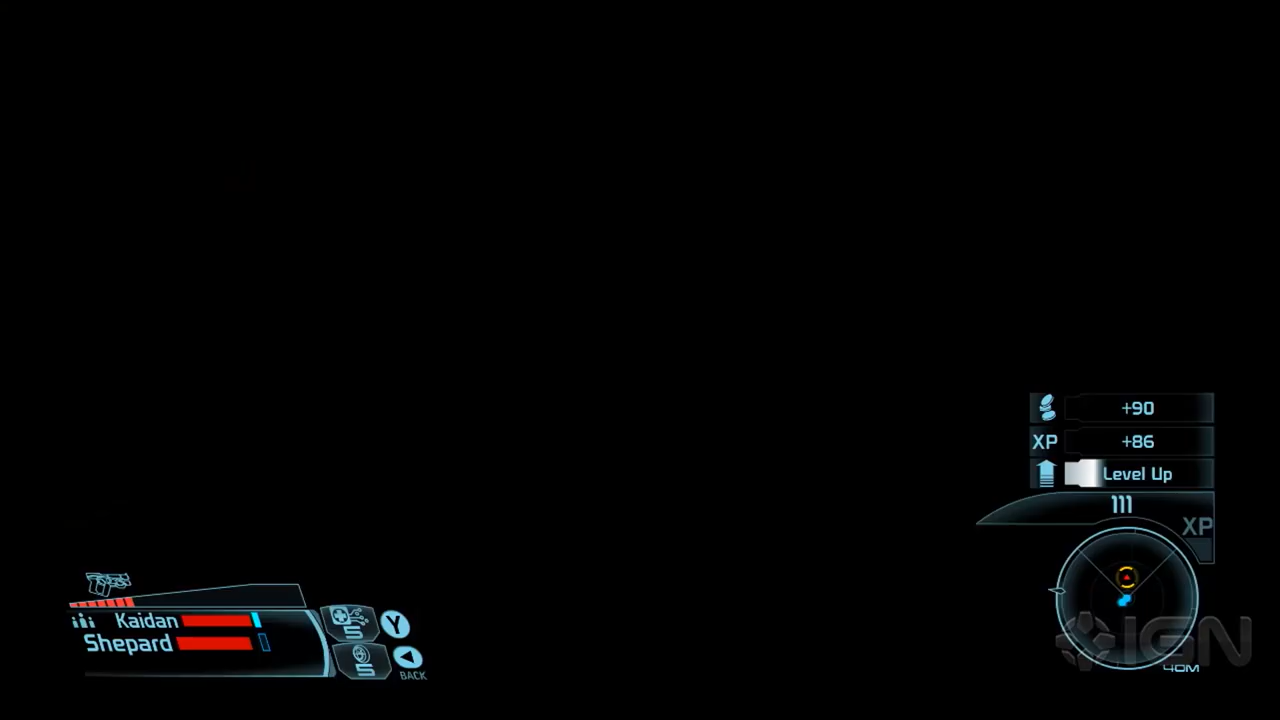 +90
XP +86
Level Up
111
XP
Kaidan
5 Y
Shepard
5
BACK
IGN
40M